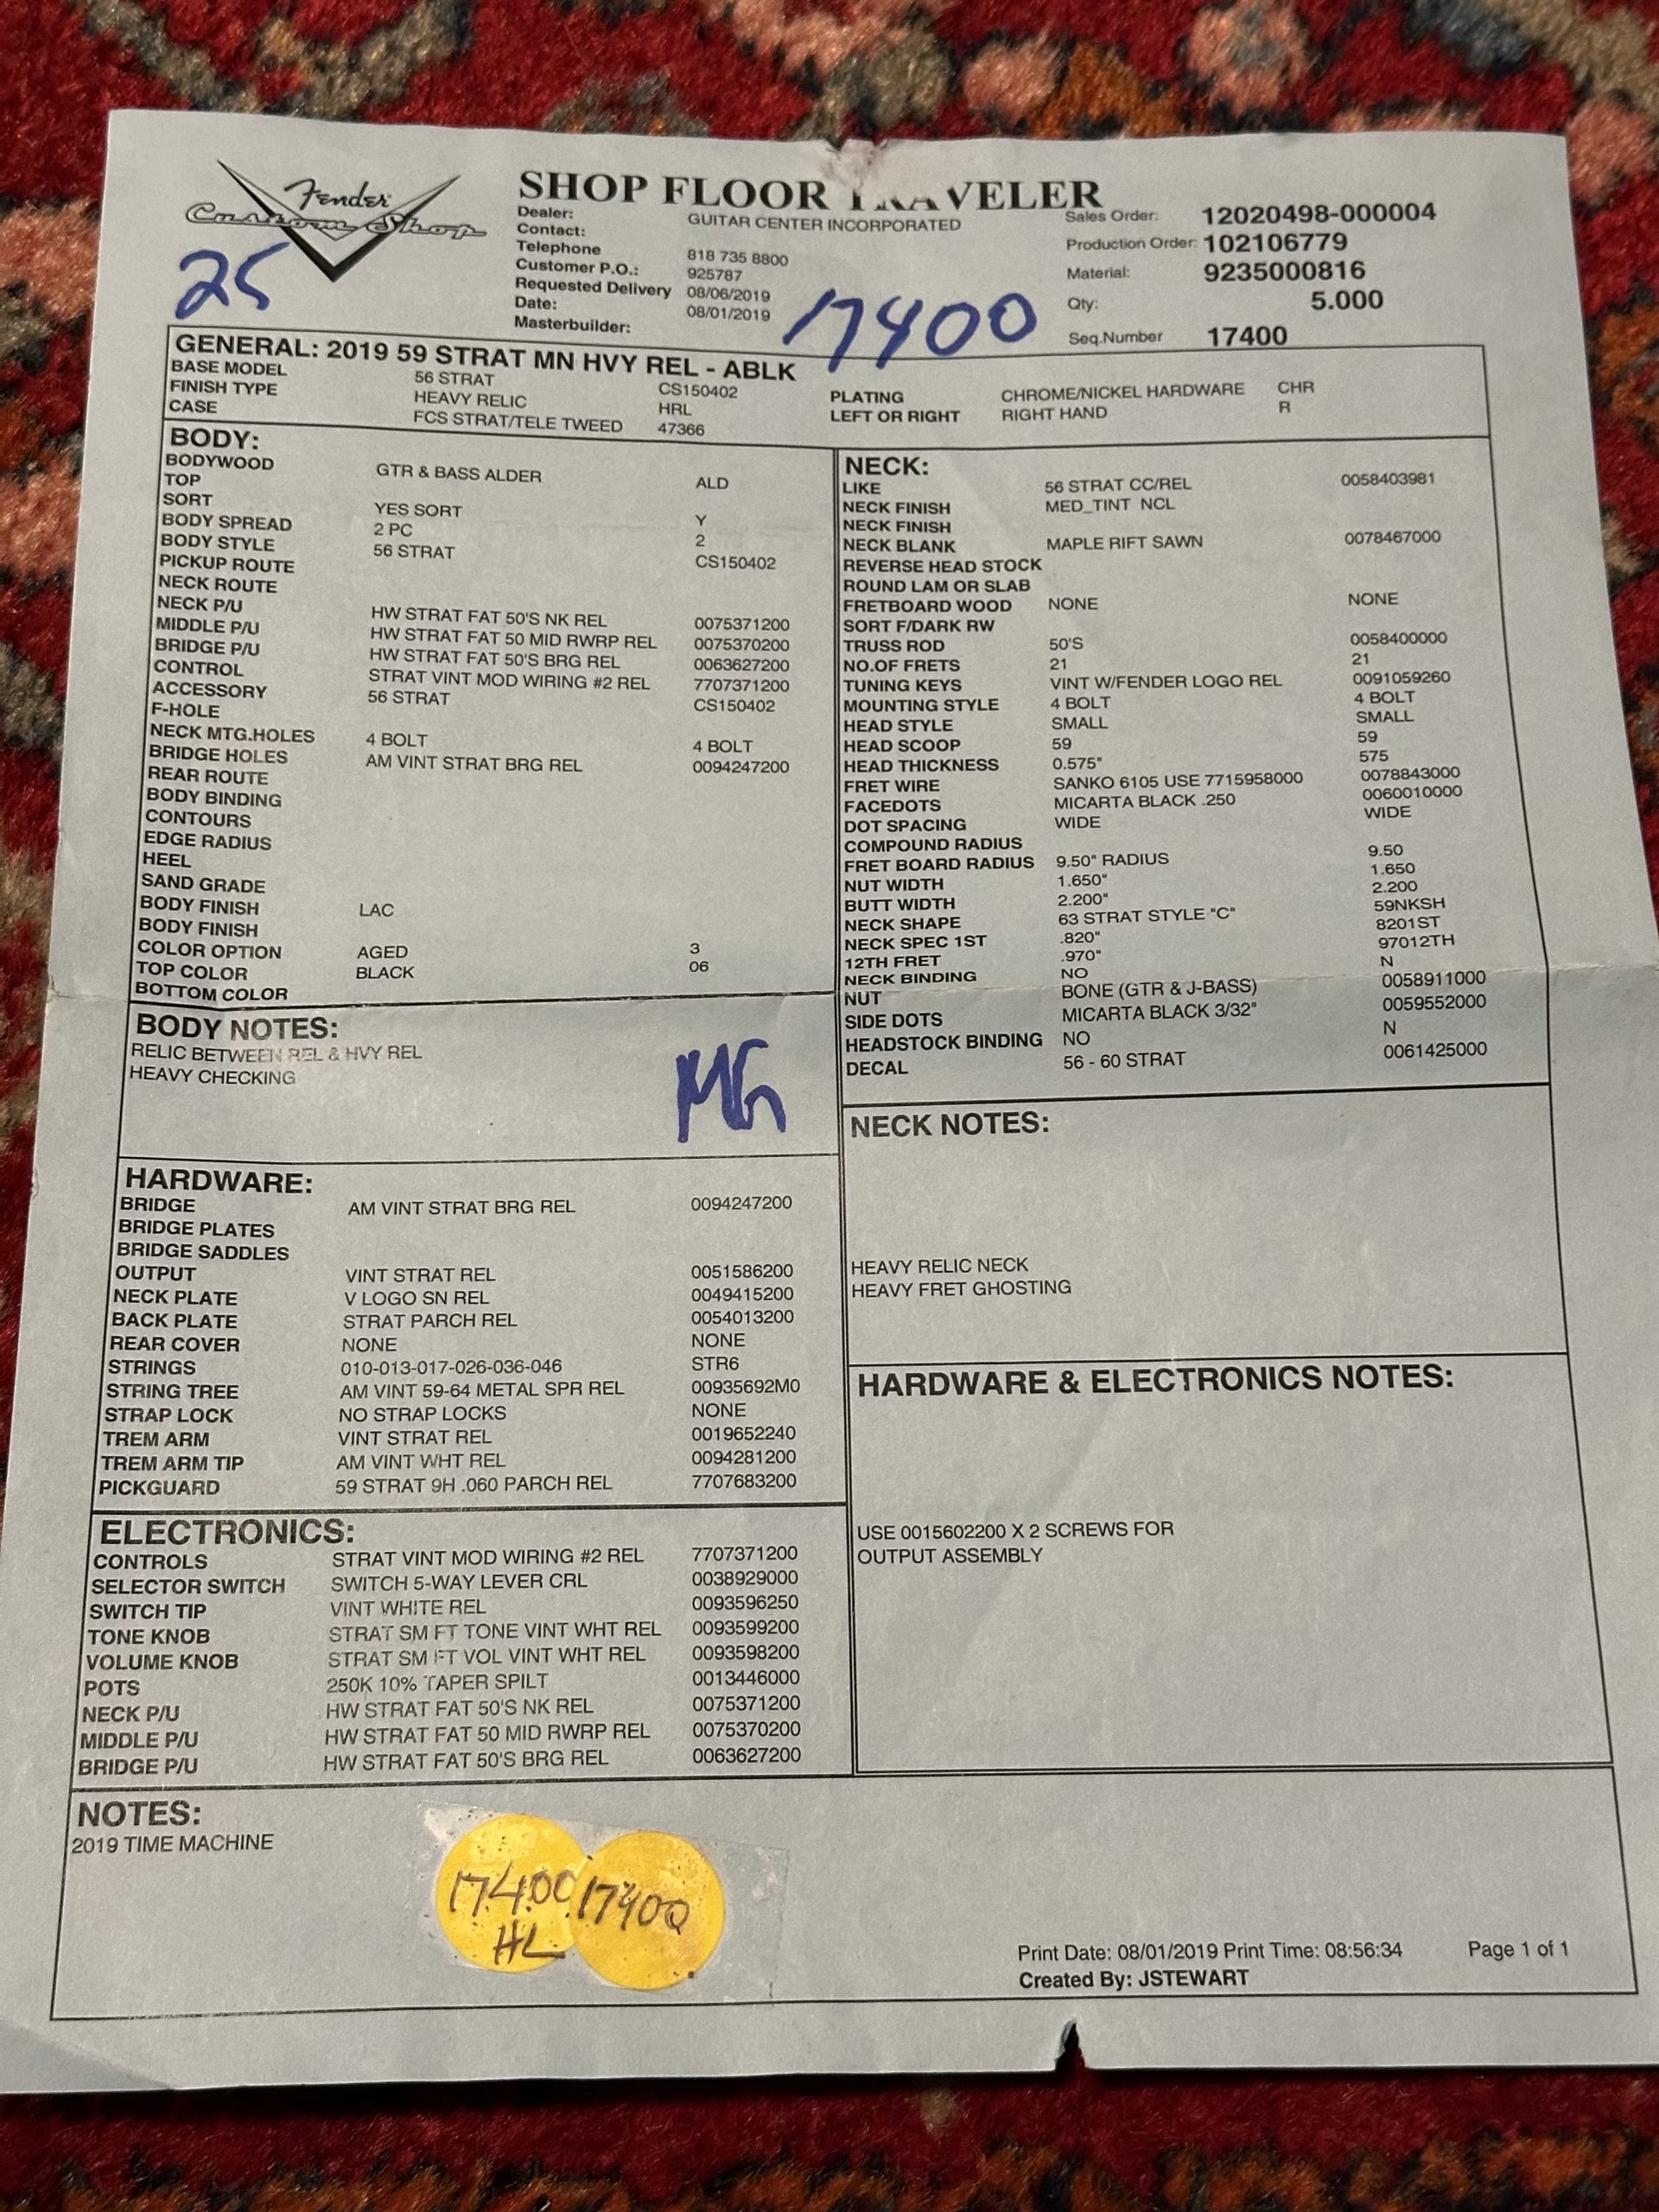 Fender
Custom Shop
SHOP FLOOR TRAVELER
Dealer: GUITAR CENTER INCORPORATED
Contact:
Telephone 818 735 8800
Customer P.O.: 925787
Requested Delivery 08/06/2019
Date: 08/01/2019
Masterbuilder:
Sales Order: 12020498-000004
Production Order: 102106779
Material: 9235000816
Qty: 5.000
Seq.Number 17400
25
17400
GENERAL: 2019 59 STRAT MN HVY REL - ABLK
BASE MODEL 56 STRAT CS150402
FINISH TYPE HEAVY RELIC HRL
CASE FCS STRAT/TELE TWEED 47366
PLATING CHROME/NICKEL HARDWARE CHR
LEFT OR RIGHT RIGHT HAND R
BODY:
BODYWOOD GTR & BASS ALDER ALD
TOP
SORT YES SORT Y
BODY SPREAD 2 PC 2
BODY STYLE 56 STRAT CS150402
PICKUP ROUTE
NECK ROUTE
NECK P/U HW STRAT FAT 50'S NK REL 0075371200
MIDDLE P/U HW STRAT FAT 50 MID RWRP REL 0075370200
BRIDGE P/U HW STRAT FAT 50'S BRG REL 0063627200
CONTROL STRAT VINT MOD WIRING #2 REL 7707371200
ACCESSORY 56 STRAT CS150402
F-HOLE
NECK MTG.HOLES 4 BOLT 4 BOLT
BRIDGE HOLES AM VINT STRAT BRG REL 0094247200
REAR ROUTE
BODY BINDING
CONTOURS
EDGE RADIUS
HEEL
SAND GRADE
BODY FINISH LAC
BODY FINISH
COLOR OPTION AGED 3
TOP COLOR BLACK 06
BOTTOM COLOR
BODY NOTES:
RELIC BETWEEN REL & HVY REL
HEAVY CHECKING
MG
HARDWARE:
BRIDGE AM VINT STRAT BRG REL 0094247200
BRIDGE PLATES
BRIDGE SADDLES
OUTPUT VINT STRAT REL 0051586200
NECK PLATE V LOGO SN REL 0049415200
BACK PLATE STRAT PARCH REL 0054013200
REAR COVER NONE NONE
STRINGS 010-013-017-026-036-046 STR6
STRING TREE AM VINT 59-64 METAL SPR REL 00935692M0
STRAP LOCK NO STRAP LOCKS NONE
TREM ARM VINT STRAT REL 0019652240
TREM ARM TIP AM VINT WHT REL 0094281200
PICKGUARD 59 STRAT 9H .060 PARCH REL 7707683200
ELECTRONICS:
CONTROLS STRAT VINT MOD WIRING #2 REL 7707371200
SELECTOR SWITCH SWITCH 5-WAY LEVER CRL 0038929000
SWITCH TIP VINT WHITE REL 0093596250
TONE KNOB STRAT SM FT TONE VINT WHT REL 0093599200
VOLUME KNOB STRAT SM FT VOL VINT WHT REL 0093598200
POTS 250K 10% TAPER SPILT 0013446000
NECK P/U HW STRAT FAT 50'S NK REL 0075371200
MIDDLE P/U HW STRAT FAT 50 MID RWRP REL 0075370200
BRIDGE P/U HW STRAT FAT 50'S BRG REL 0063627200
NECK:
LIKE 56 STRAT CC/REL 0058403981
NECK FINISH MED_TINT NCL
NECK FINISH
NECK BLANK MAPLE RIFT SAWN 0078467000
REVERSE HEAD STOCK
ROUND LAM OR SLAB
FRETBOARD WOOD NONE NONE
SORT F/DARK RW
TRUSS ROD 50'S 0058400000
NO.OF FRETS 21 21
TUNING KEYS VINT W/FENDER LOGO REL 0091059260
MOUNTING STYLE 4 BOLT 4 BOLT
HEAD STYLE SMALL SMALL
HEAD SCOOP 59 59
HEAD THICKNESS 0.575" 575
FRET WIRE SANKO 6105 USE 7715958000 0078843000
FACEDOTS MICARTA BLACK .250 0060010000
DOT SPACING WIDE WIDE
COMPOUND RADIUS
FRET BOARD RADIUS 9.50" RADIUS 9.50
NUT WIDTH 1.650" 1.650
BUTT WIDTH 2.200" 2.200
NECK SHAPE 63 STRAT STYLE "C" 59NKSH
NECK SPEC 1ST .820" 8201ST
12TH FRET .970" 97012TH
NECK BINDING NO N
NUT BONE (GTR & J-BASS) 0058911000
SIDE DOTS MICARTA BLACK 3/32" 0059552000
HEADSTOCK BINDING NO N
DECAL 56 - 60 STRAT 0061425000
NECK NOTES:
HEAVY RELIC NECK
HEAVY FRET GHOSTING
HARDWARE & ELECTRONICS NOTES:
USE 0015602200 X 2 SCREWS FOR
OUTPUT ASSEMBLY
NOTES:
2019 TIME MACHINE
17400
HL
17400
Print Date: 08/01/2019 Print Time: 08:56:34 Page 1 of 1
Created By: JSTEWART